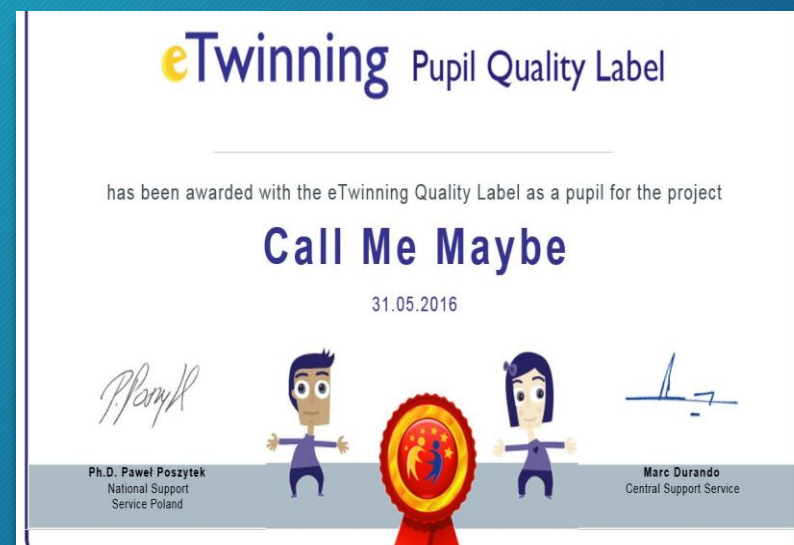 eTwinning Pupil Quality Label
has been awarded with the eTwinning Quality Label as a pupil for the project
Call Me Maybe
31.05.2016
Ph.D. Paweł Poszytek
National Support
Service Poland
Marc Durando
Central Support Service